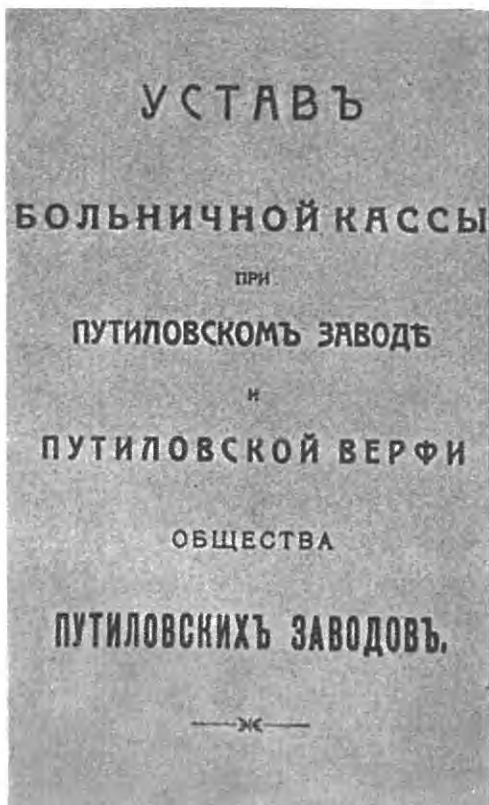 УСТАВЪ
БОЛЬНИЧНОЙ КАССЫ
ПРИ
ПУТИЛОВСКОМЪ ЗАВОДѢ
И
ПУТИЛОВСКОЙ ВЕРФИ
ОБЩЕСТВА
ПУТИЛОВСКИХЪ ЗАВОДОВЪ.